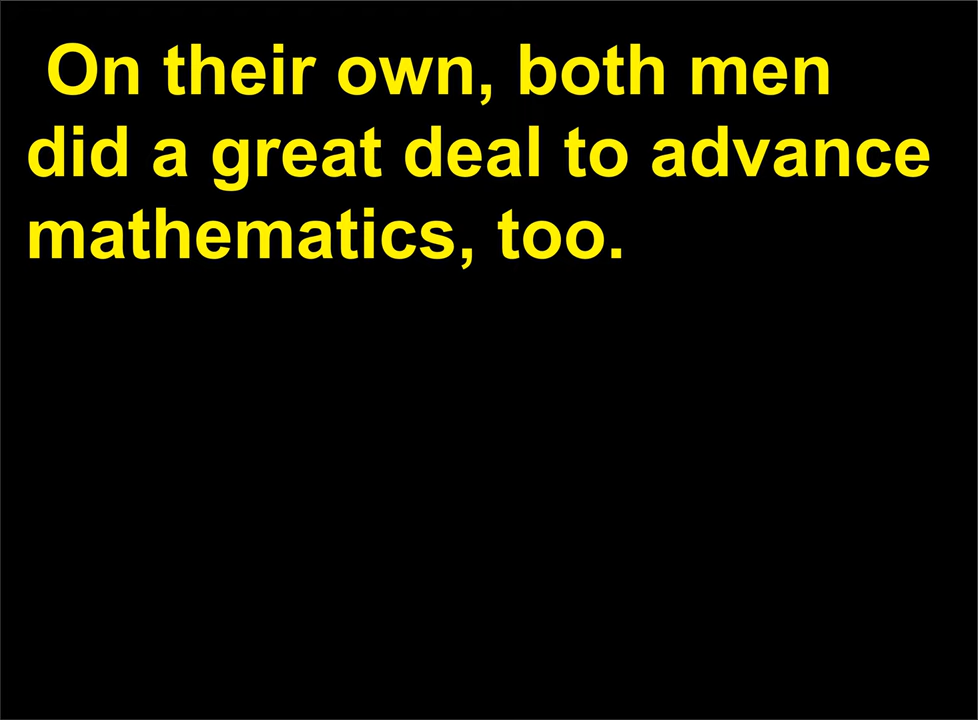 On their own, both men
did a great deal to advance
mathematics, too.